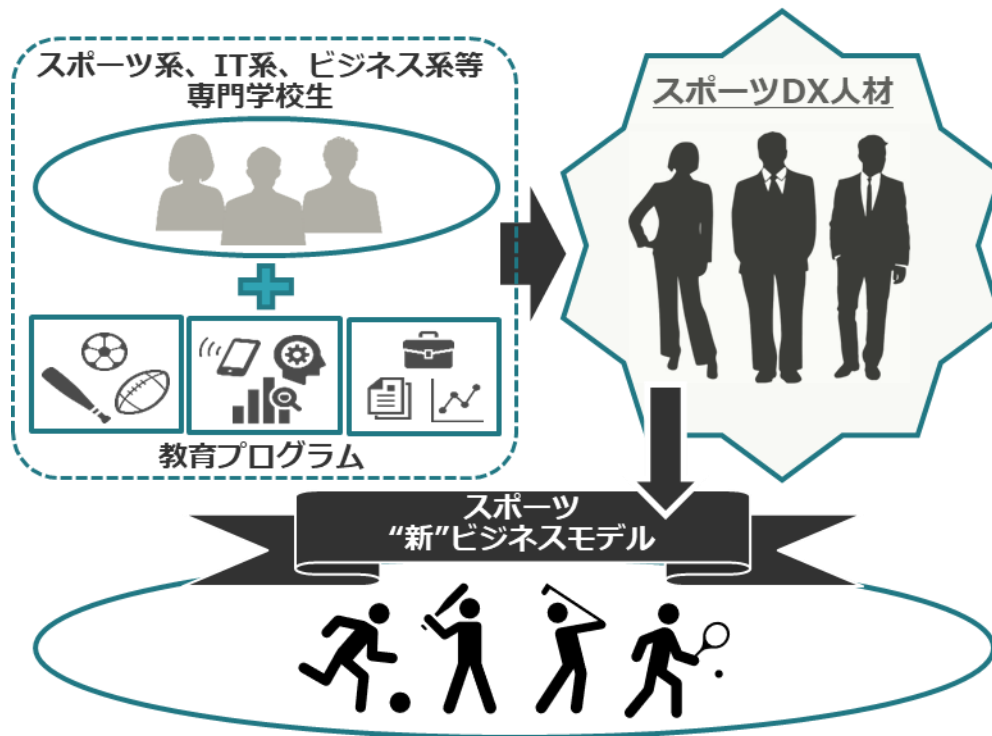 スポーツ系、IT系、ビジネス系等
専門学校生
スポーツDX人材
教育プログラム
スポーツ
“新”ビジネスモデル